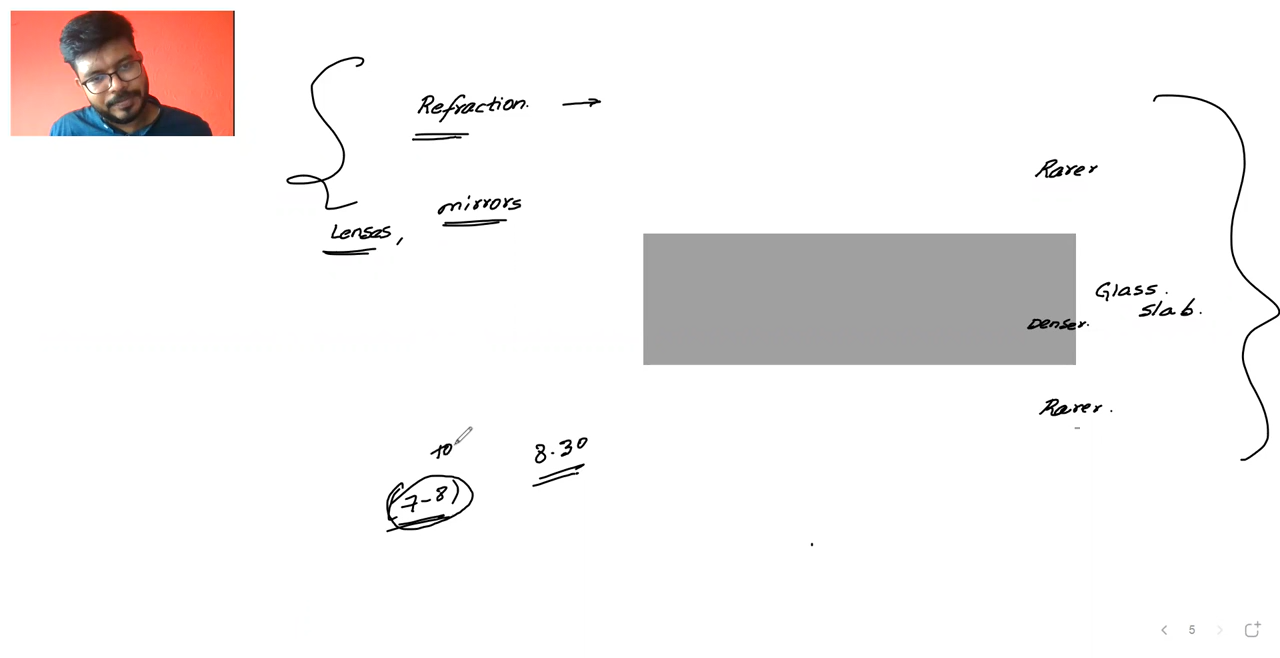 Refraction. →
mirrors
Lenses,
Rarer
Glass.
slab.
Denser.
Rarer.
10
(7-8)
8.30
5